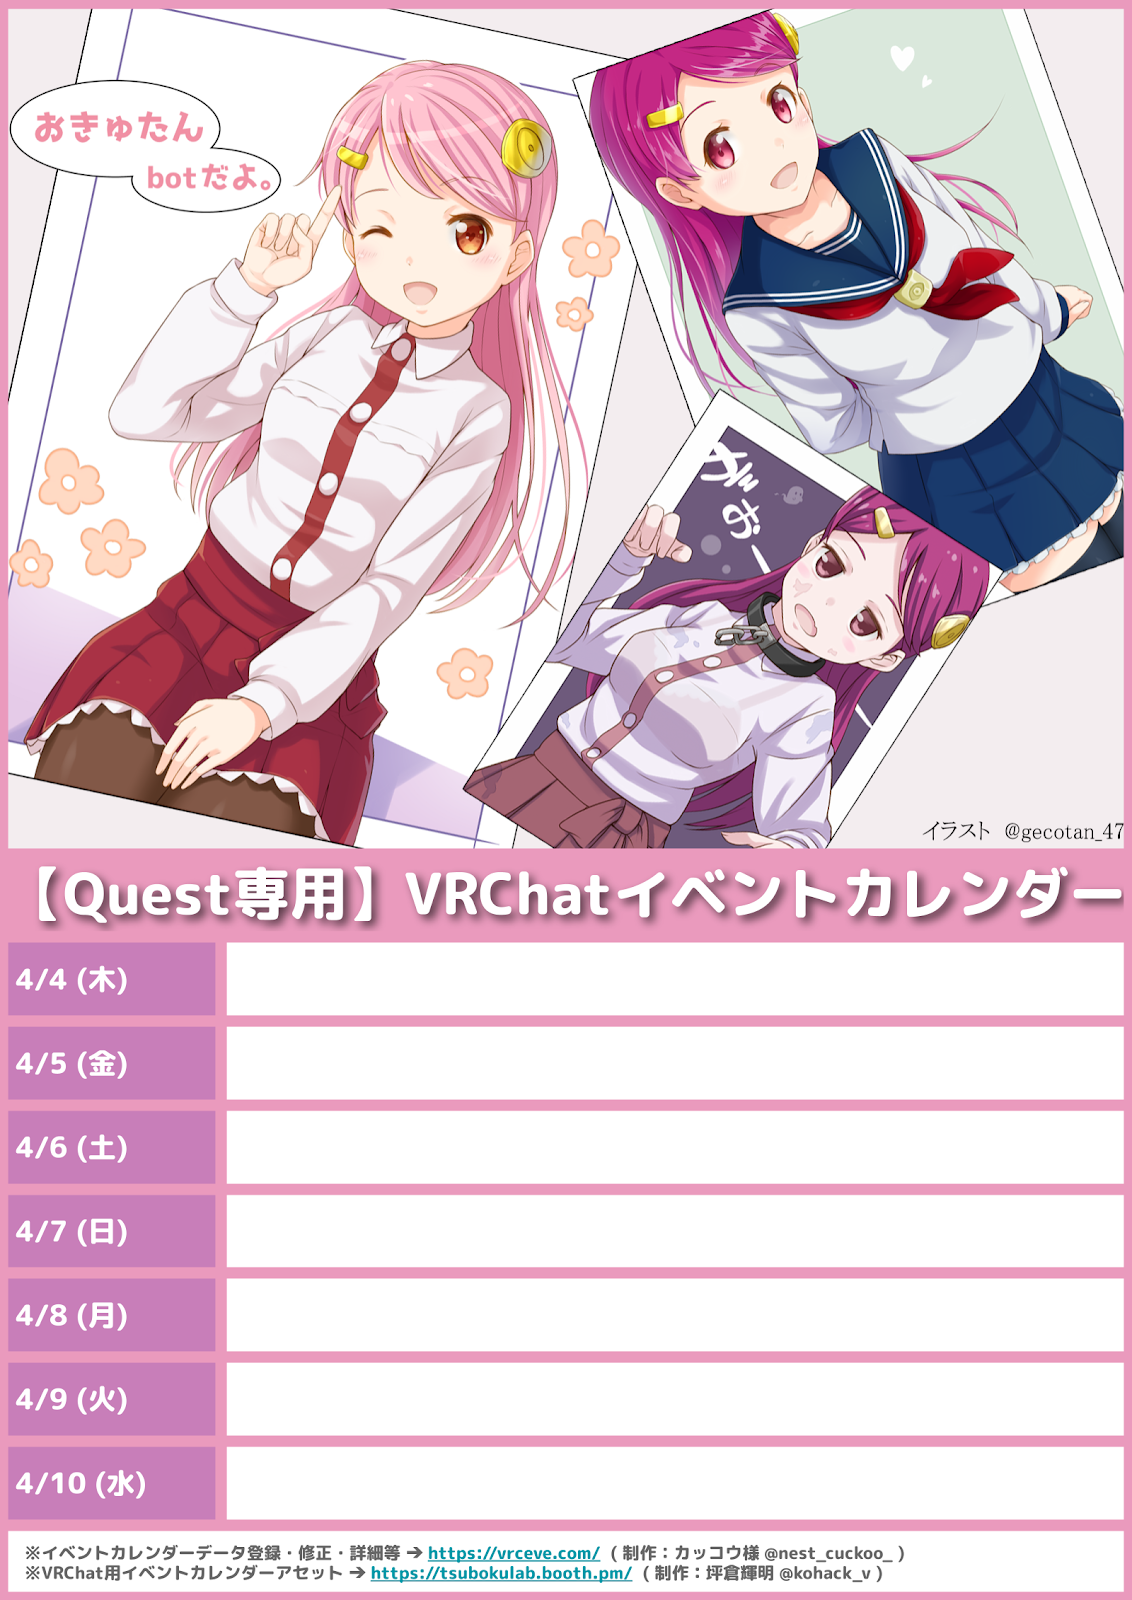 おきゅたん
botだよ。
がおー
イラスト @gecotan_47
【Quest専用】VRChatイベントカレンダー
4/4 (木)
4/5 (金)
4/6 (土)
4/7 (日)
4/8 (月)
4/9 (火)
4/10 (水)
※イベントカレンダーデータ登録・修正・詳細等 ➔ https://vrceve.com/ ( 制作：カッコウ様 @nest_cuckoo_ )
※VRChat用イベントカレンダーアセット ➔ https://tsubokulab.booth.pm/ ( 制作：坪倉輝明 @kohack_v )